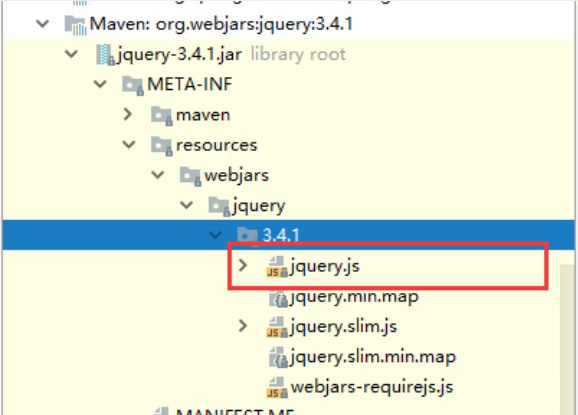 Maven: org.webjars:jquery:3.4.1
jquery-3.4.1.jar library root
META-INF
maven
resources
webjars
jquery
3.4.1
jquery.js
jquery.min.map
jquery.slim.js
jquery.slim.min.map
webjars-requirejs.js
MANIFEST.MF